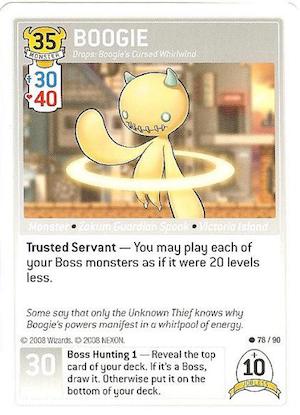 35
MONSTER
BOOGIE
Drops: Boogie's Cursed Whirlwind
30
40
Monster • Zakum Guardian Spook • Victoria Island
Trusted Servant — You may play each of
your Boss monsters as if it were 20 levels
less.
Some say that only the Unknown Thief knows why
Boogie's powers manifest in a whirlpool of energy.
© 2008 Wizards. © 2008 NEXON.
● 78 / 90
30
Boss Hunting 1 — Reveal the top
card of your deck. If it's a Boss,
draw it. Otherwise put it on the
bottom of your deck.
+
10